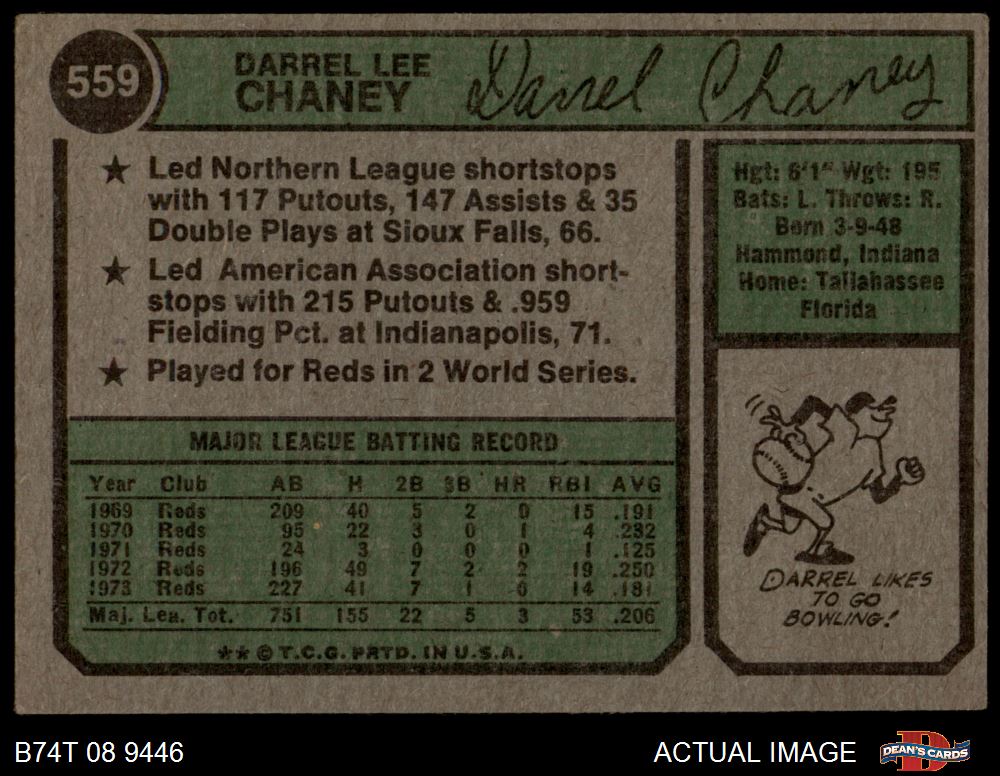 559
DARREL LEE
CHANEY
Darrel Chaney
★ Led Northern League shortstops
with 117 Putouts, 147 Assists & 35
Double Plays at Sioux Falls, 66.
★ Led American Association short-
stops with 215 Putouts & .959
Fielding Pct. at Indianapolis, 71.
★ Played for Reds in 2 World Series.
Hgt: 6'1" Wgt: 195
Bats: L. Throws: R.
Born 3-9-48
Hammond, Indiana
Home: Tallahassee
Florida
MAJOR LEAGUE BATTING RECORD
Year Club AB H 2B 3B HR RBI AVG
1969 Reds 209 40 5 2 0 15 .191
1970 Reds 95 22 3 0 1 4 .232
1971 Reds 24 3 0 0 0 1 .125
1972 Reds 196 49 7 2 2 19 .250
1973 Reds 227 41 7 1 0 14 .181
Maj. Lea. Tot. 751 155 22 5 3 53 .206
** © T.C.G. PRTD. IN U.S.A.
DARREL LIKES
TO GO
BOWLING!
B74T 08 9446
ACTUAL IMAGE
DEAN'S CARDS